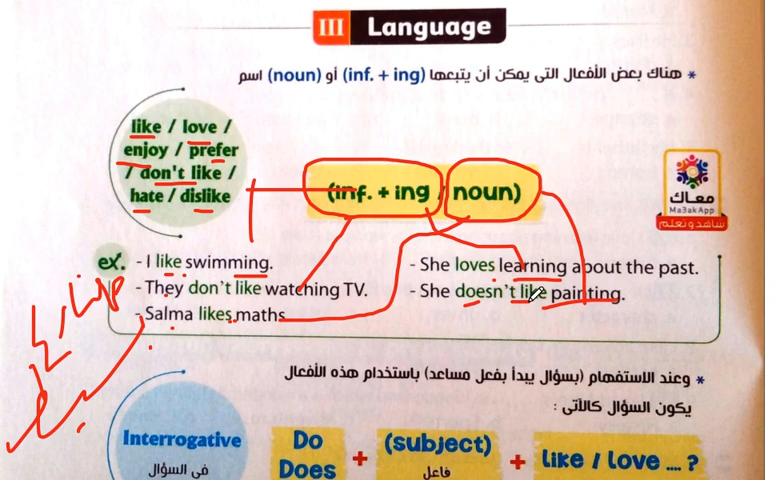 III Language
* هناك بعض الأفعال التى يمكن أن يتبعها (inf. + ing) أو (noun) اسم
like / love /
enjoy / prefer
/ don't like /
hate / dislike
(inf. + ing / noun)
معاك
Ma3akApp
شاهد و تعلم
ex. - I like swimming.
- She loves learning about the past.
- They don't like watching TV.
- She doesn't like painting.
- Salma likes maths
* وعند الاستفهام (بسؤال يبدأ بفعل مساعد) باستخدام هذه الأفعال
يكون السؤال كالآتى :
Interrogative
فى السؤال
Do
Does
+
(subject)
فاعل
+
Like / Love .... ?